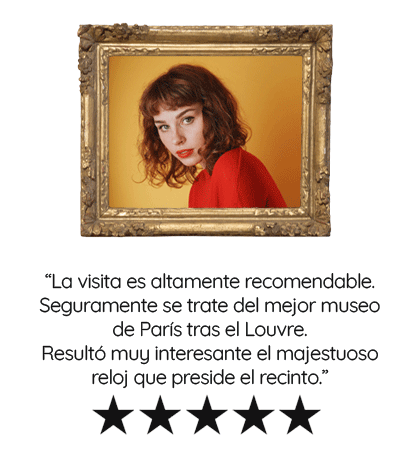 “La visita es altamente recomendable.
Seguramente se trate del mejor museo
de París tras el Louvre.
Resultó muy interesante el majestuoso
reloj que preside el recinto.”